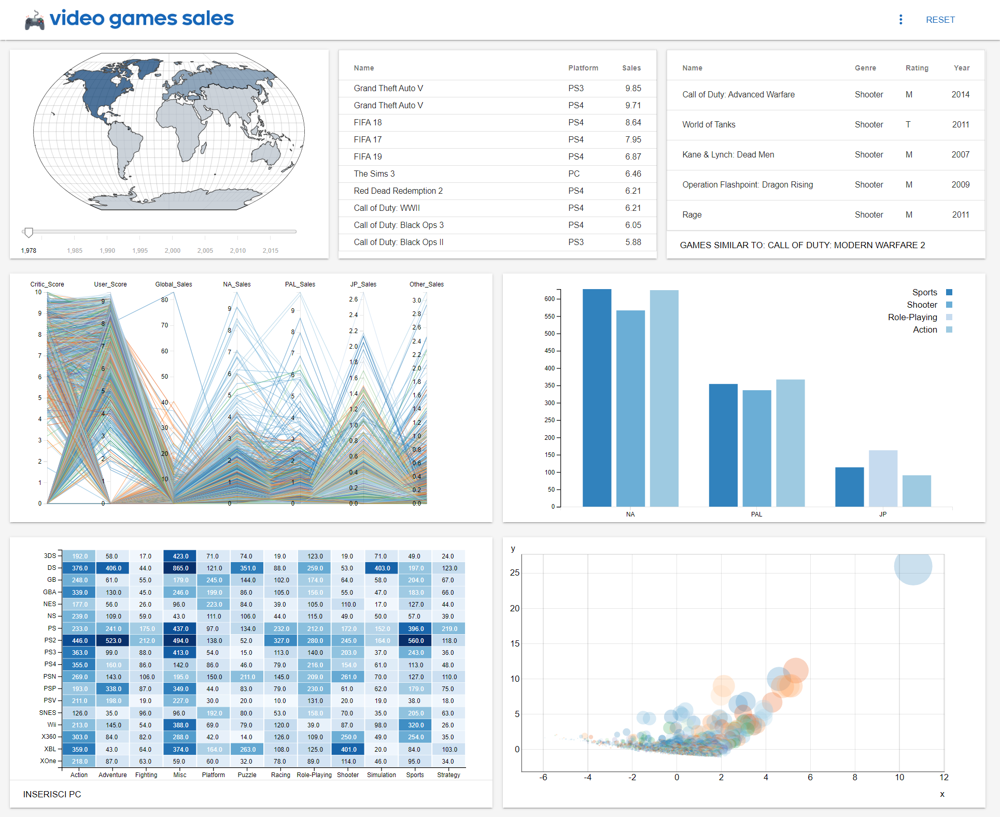 video games sales
RESET
1,978 1,985 1,990 1,995 2,000 2,005 2,010 2,015
Name Platform Sales
Grand Theft Auto V PS3 9.85
Grand Theft Auto V PS4 9.71
FIFA 18 PS4 8.64
FIFA 17 PS4 7.95
FIFA 19 PS4 6.87
The Sims 3 PC 6.46
Red Dead Redemption 2 PS4 6.21
Call of Duty: WWII PS4 6.21
Call of Duty: Black Ops 3 PS4 6.05
Call of Duty: Black Ops II PS3 5.88
Name Genre Rating Year
Call of Duty: Advanced Warfare Shooter M 2014
World of Tanks Shooter T 2011
Kane & Lynch: Dead Men Shooter M 2007
Operation Flashpoint: Dragon Rising Shooter M 2009
Rage Shooter M 2011
GAMES SIMILAR TO: CALL OF DUTY: MODERN WARFARE 2
Critic_Score User_Score Global_Sales NA_Sales PAL_Sales JP_Sales Other_Sales
10 9 8 7 6 5 4 3 2 1 0
9 8 7 6 5 4 3 2 1 0
80 70 60 50 40 30 20 10
9 8 7 6 5 4 3 2 1 0
9 8 7 6 5 4 3 2 1 0
2.6 2.4 2.2 2.0 1.8 1.6 1.4 1.2 1.0 0.8 0.6 0.4 0.2 0.0
3.0 2.8 2.6 2.4 2.2 2.0 1.8 1.6 1.4 1.2 1.0 0.8 0.6 0.4 0.2 0.0
600 550 500 450 400 350 300 250 200 150 100 50 0
NA PAL JP
Sports
Shooter
Role-Playing
Action
3DS 192.0 58.0 17.0 423.0 71.0 74.0 19.0 123.0 19.0 71.0 49.0 24.0
DS 376.0 406.0 44.0 865.0 121.0 351.0 88.0 259.0 53.0 403.0 197.0 123.0
GB 248.0 61.0 55.0 179.0 245.0 144.0 102.0 174.0 64.0 58.0 204.0 67.0
GBA 339.0 130.0 45.0 246.0 199.0 86.0 105.0 156.0 55.0 47.0 183.0 66.0
NES 177.0 56.0 26.0 96.0 223.0 84.0 39.0 105.0 110.0 17.0 127.0 44.0
NS 239.0 109.0 59.0 43.0 111.0 106.0 44.0 115.0 49.0 50.0 57.0 39.0
PS 233.0 241.0 175.0 437.0 97.0 134.0 232.0 212.0 172.0 152.0 396.0 219.0
PS2 446.0 523.0 212.0 494.0 138.0 52.0 327.0 280.0 245.0 164.0 560.0 118.0
PS3 363.0 99.0 88.0 413.0 54.0 15.0 113.0 140.0 203.0 37.0 243.0 36.0
PS4 355.0 160.0 86.0 142.0 86.0 46.0 79.0 216.0 154.0 61.0 113.0 48.0
PSN 269.0 143.0 106.0 195.0 150.0 211.0 145.0 209.0 261.0 70.0 127.0 110.0
PSP 193.0 338.0 87.0 349.0 44.0 83.0 79.0 230.0 61.0 62.0 179.0 75.0
PSV 211.0 198.0 19.0 227.0 30.0 20.0 10.0 131.0 20.0 19.0 38.0 18.0
SNES 126.0 35.0 96.0 96.0 192.0 80.0 53.0 158.0 70.0 35.0 205.0 63.0
Wii 213.0 145.0 54.0 388.0 69.0 79.0 120.0 39.0 87.0 98.0 320.0 26.0
X360 303.0 84.0 82.0 288.0 42.0 14.0 126.0 109.0 250.0 49.0 254.0 35.0
XBL 359.0 43.0 64.0 374.0 164.0 263.0 108.0 125.0 401.0 20.0 84.0 103.0
XOne 218.0 87.0 63.0 59.0 60.0 32.0 78.0 89.0 114.0 46.0 95.0 34.0
Action Adventure Fighting Misc Platform Puzzle Racing Role-Playing Shooter Simulation Sports Strategy
INSERISCI PC
y
25 20 15 10 5 0
-6 -4 -2 0 2 4 6 8 10 12
x